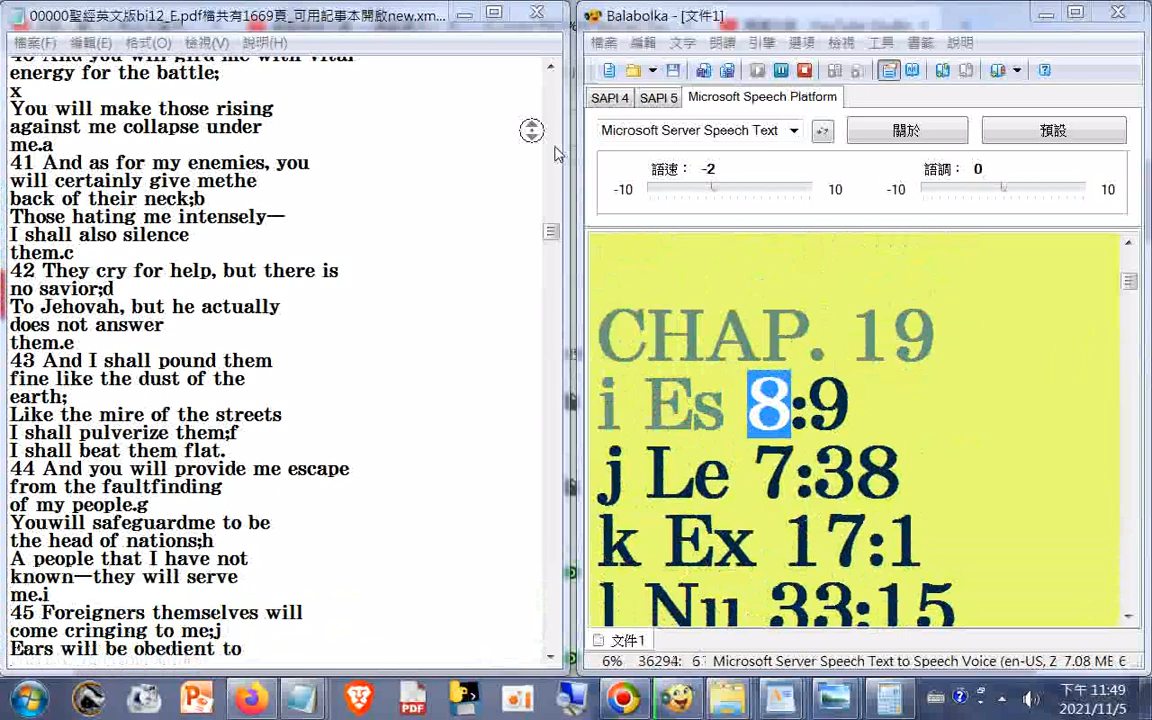 00000聖經英文版bi12_E.pdf檔共有1669頁_可用記事本開啟new.xm...
檔案(F) 編輯(E) 格式(O) 檢視(V) 說明(H)
40 And you will gird me with vital
energy for the battle;
x
You will make those rising
against me collapse under
me.a
41 And as for my enemies, you
will certainly give methe
back of their neck;b
Those hating me intensely—
I shall also silence
them.c
42 They cry for help, but there is
no savior;d
To Jehovah, but he actually
does not answer
them.e
43 And I shall pound them
fine like the dust of the
earth;
Like the mire of the streets
I shall pulverize them;f
I shall beat them flat.
44 And you will provide me escape
from the faultfinding
of my people.g
Youwill safeguardme to be
the head of nations;h
A people that I have not
known—they will serve
me.i
45 Foreigners themselves will
come cringing to me;j
Ears will be obedient to
Balabolka - [文件1]
檔案 編輯 文字 朗讀 引擎 選項 檢視 工具 書籤 說明
SAPI 4 SAPI 5 Microsoft Speech Platform
Microsoft Server Speech Text 關於 預設
語速: -2 語調: 0
-10 10 -10 10
CHAP. 19
i Es 8:9
j Le 7:38
k Ex 17:1
l Nu 33:15
文件1
6% 36294: 6 Microsoft Server Speech Text to Speech Voice (en-US, Z 7.08 MB 6
下午 11:49
2021/11/5